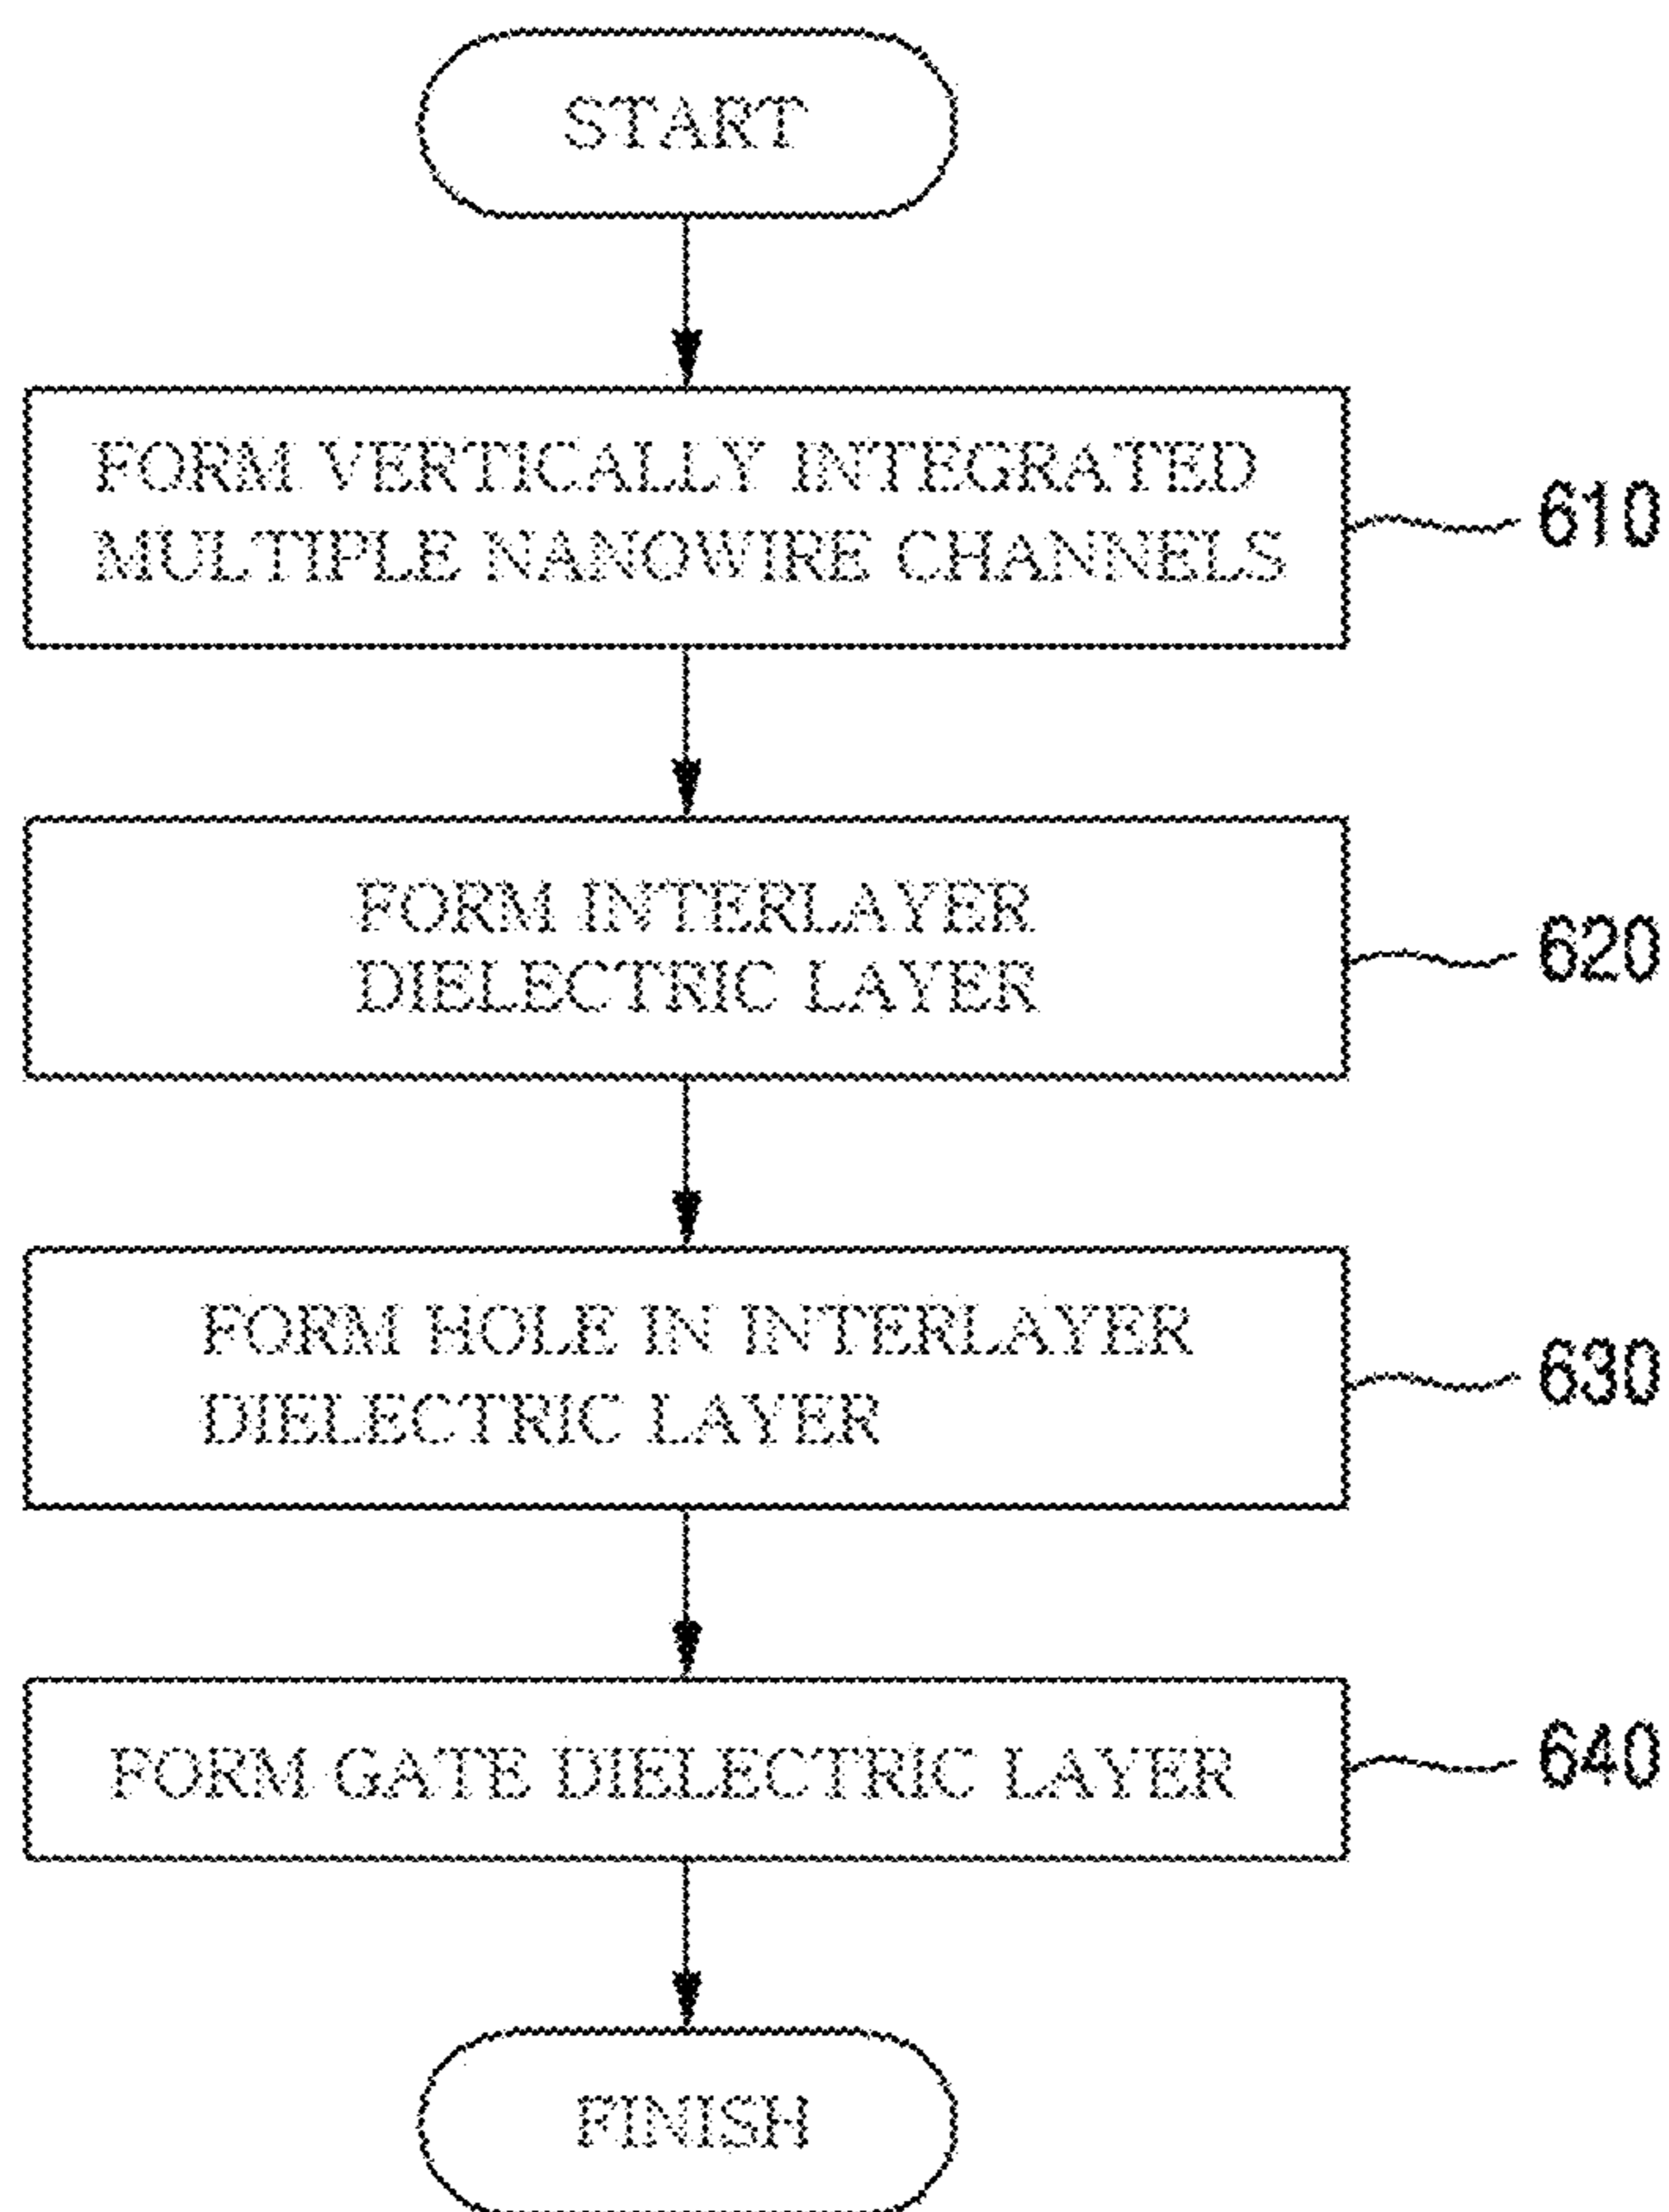 START
FORM VERTICALLY INTEGRATED
MULTIPLE NANOWIRE CHANNELS
610
FORM INTERLAYER
DIELECTRIC LAYER
620
FORM HOLE IN INTERLAYER
DIELECTRIC LAYER
630
FORM GATE DIELECTRIC LAYER
640
FINISH